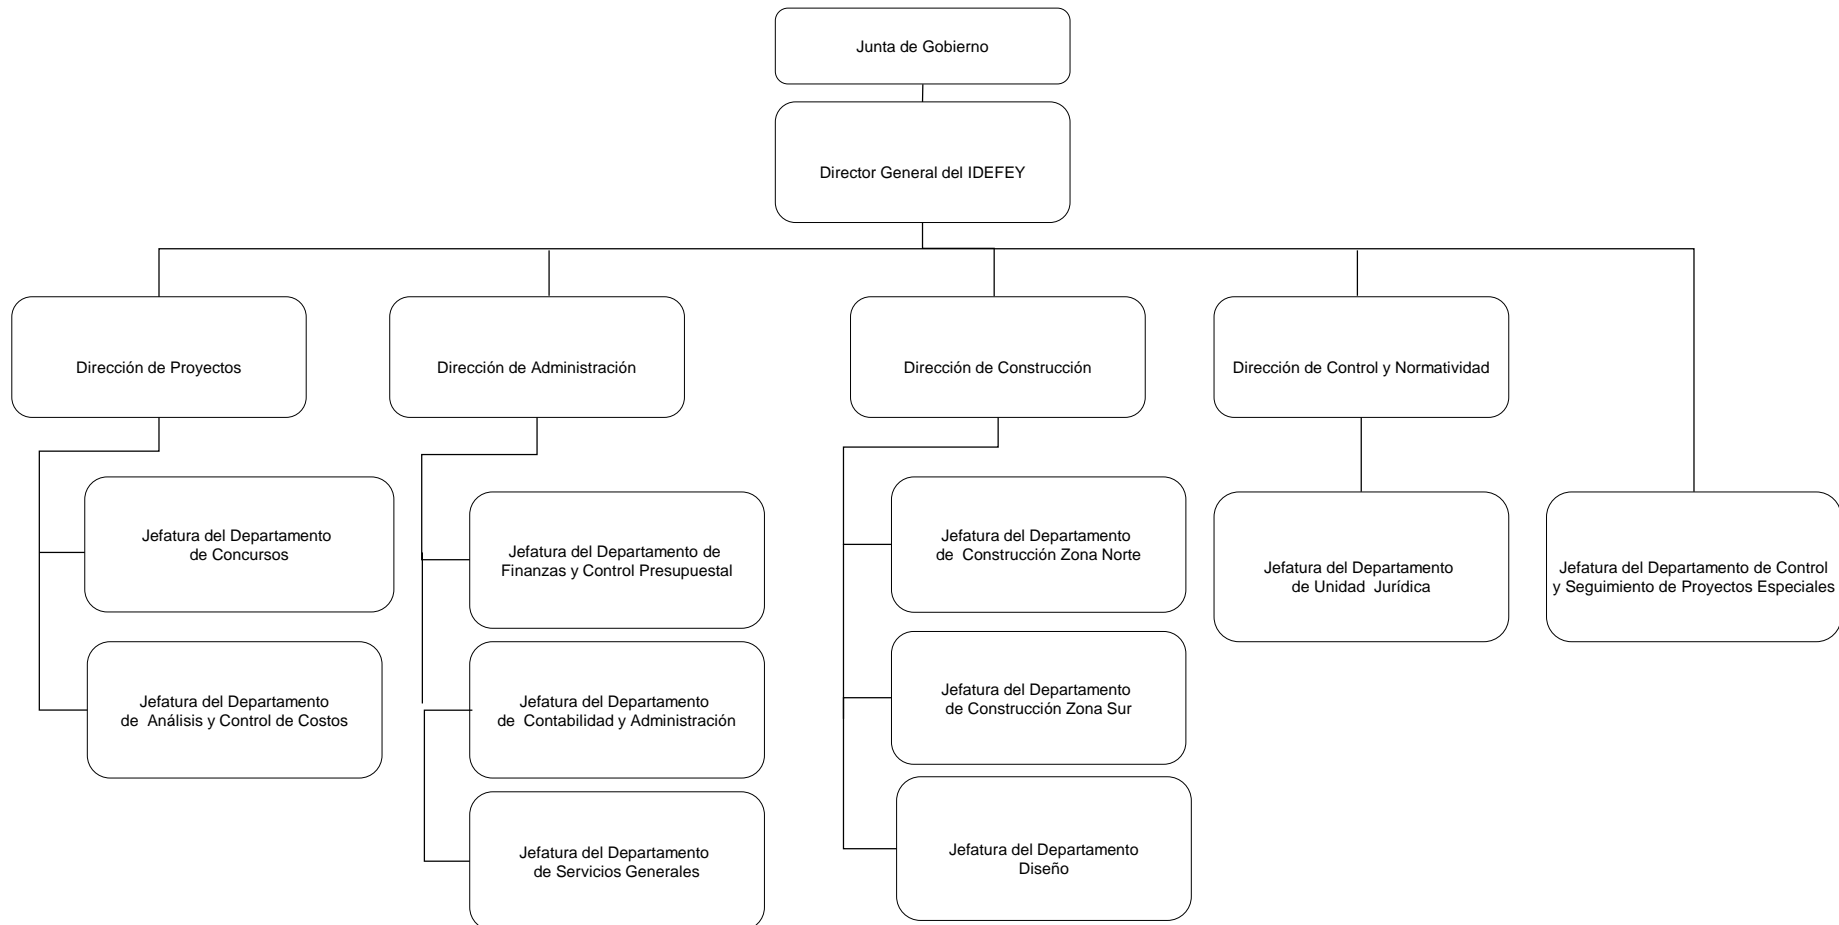 Junta de Gobierno
Director General del IDEFEY
Dirección de Proyectos
Dirección de Administración
Dirección de Construcción
Dirección de Control y Normatividad
Jefatura del Departamento
de Concursos
Jefatura del Departamento de
Finanzas y Control Presupuestal
Jefatura del Departamento
de Construcción Zona Norte
Jefatura del Departamento
de Unidad Jurídica
Jefatura del Departamento de Control
y Seguimiento de Proyectos Especiales
Jefatura del Departamento
de Análisis y Control de Costos
Jefatura del Departamento
de Contabilidad y Administración
Jefatura del Departamento
de Construcción Zona Sur
Jefatura del Departamento
de Servicios Generales
Jefatura del Departamento
Diseño